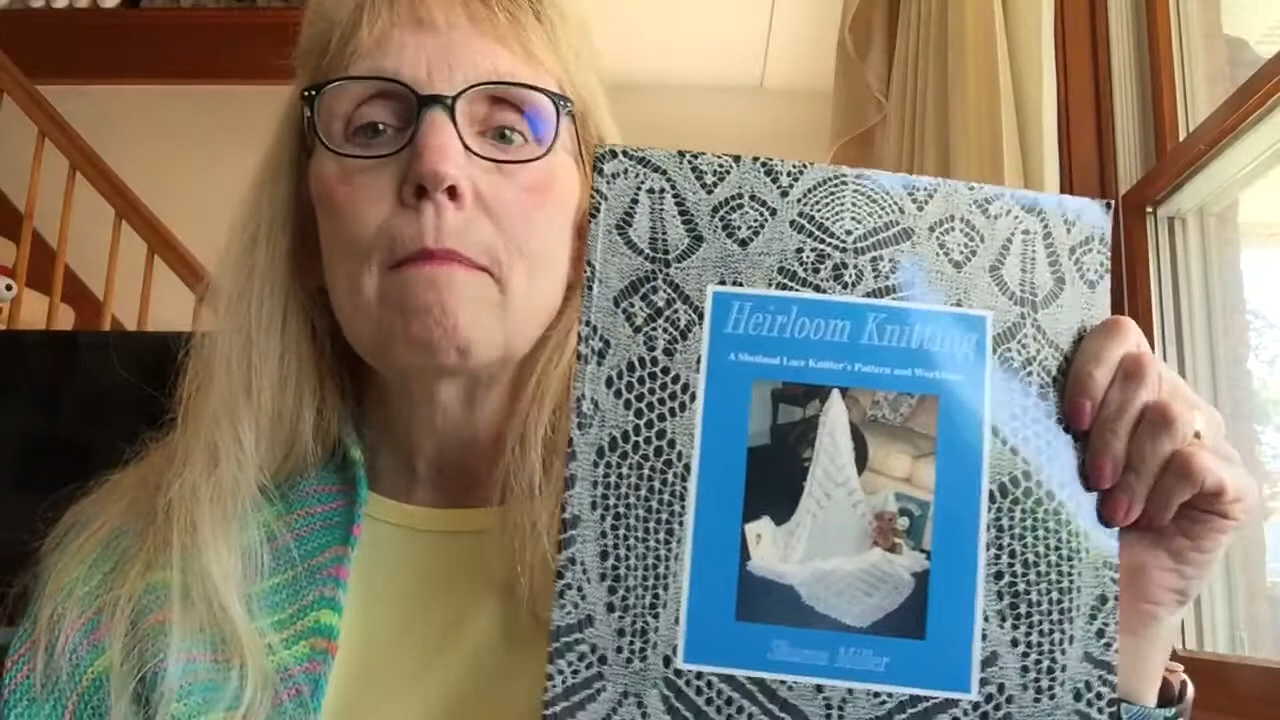 Heirloom Knitting
A Shetland Lace Knitter's Pattern and Workbook
Sharon Miller